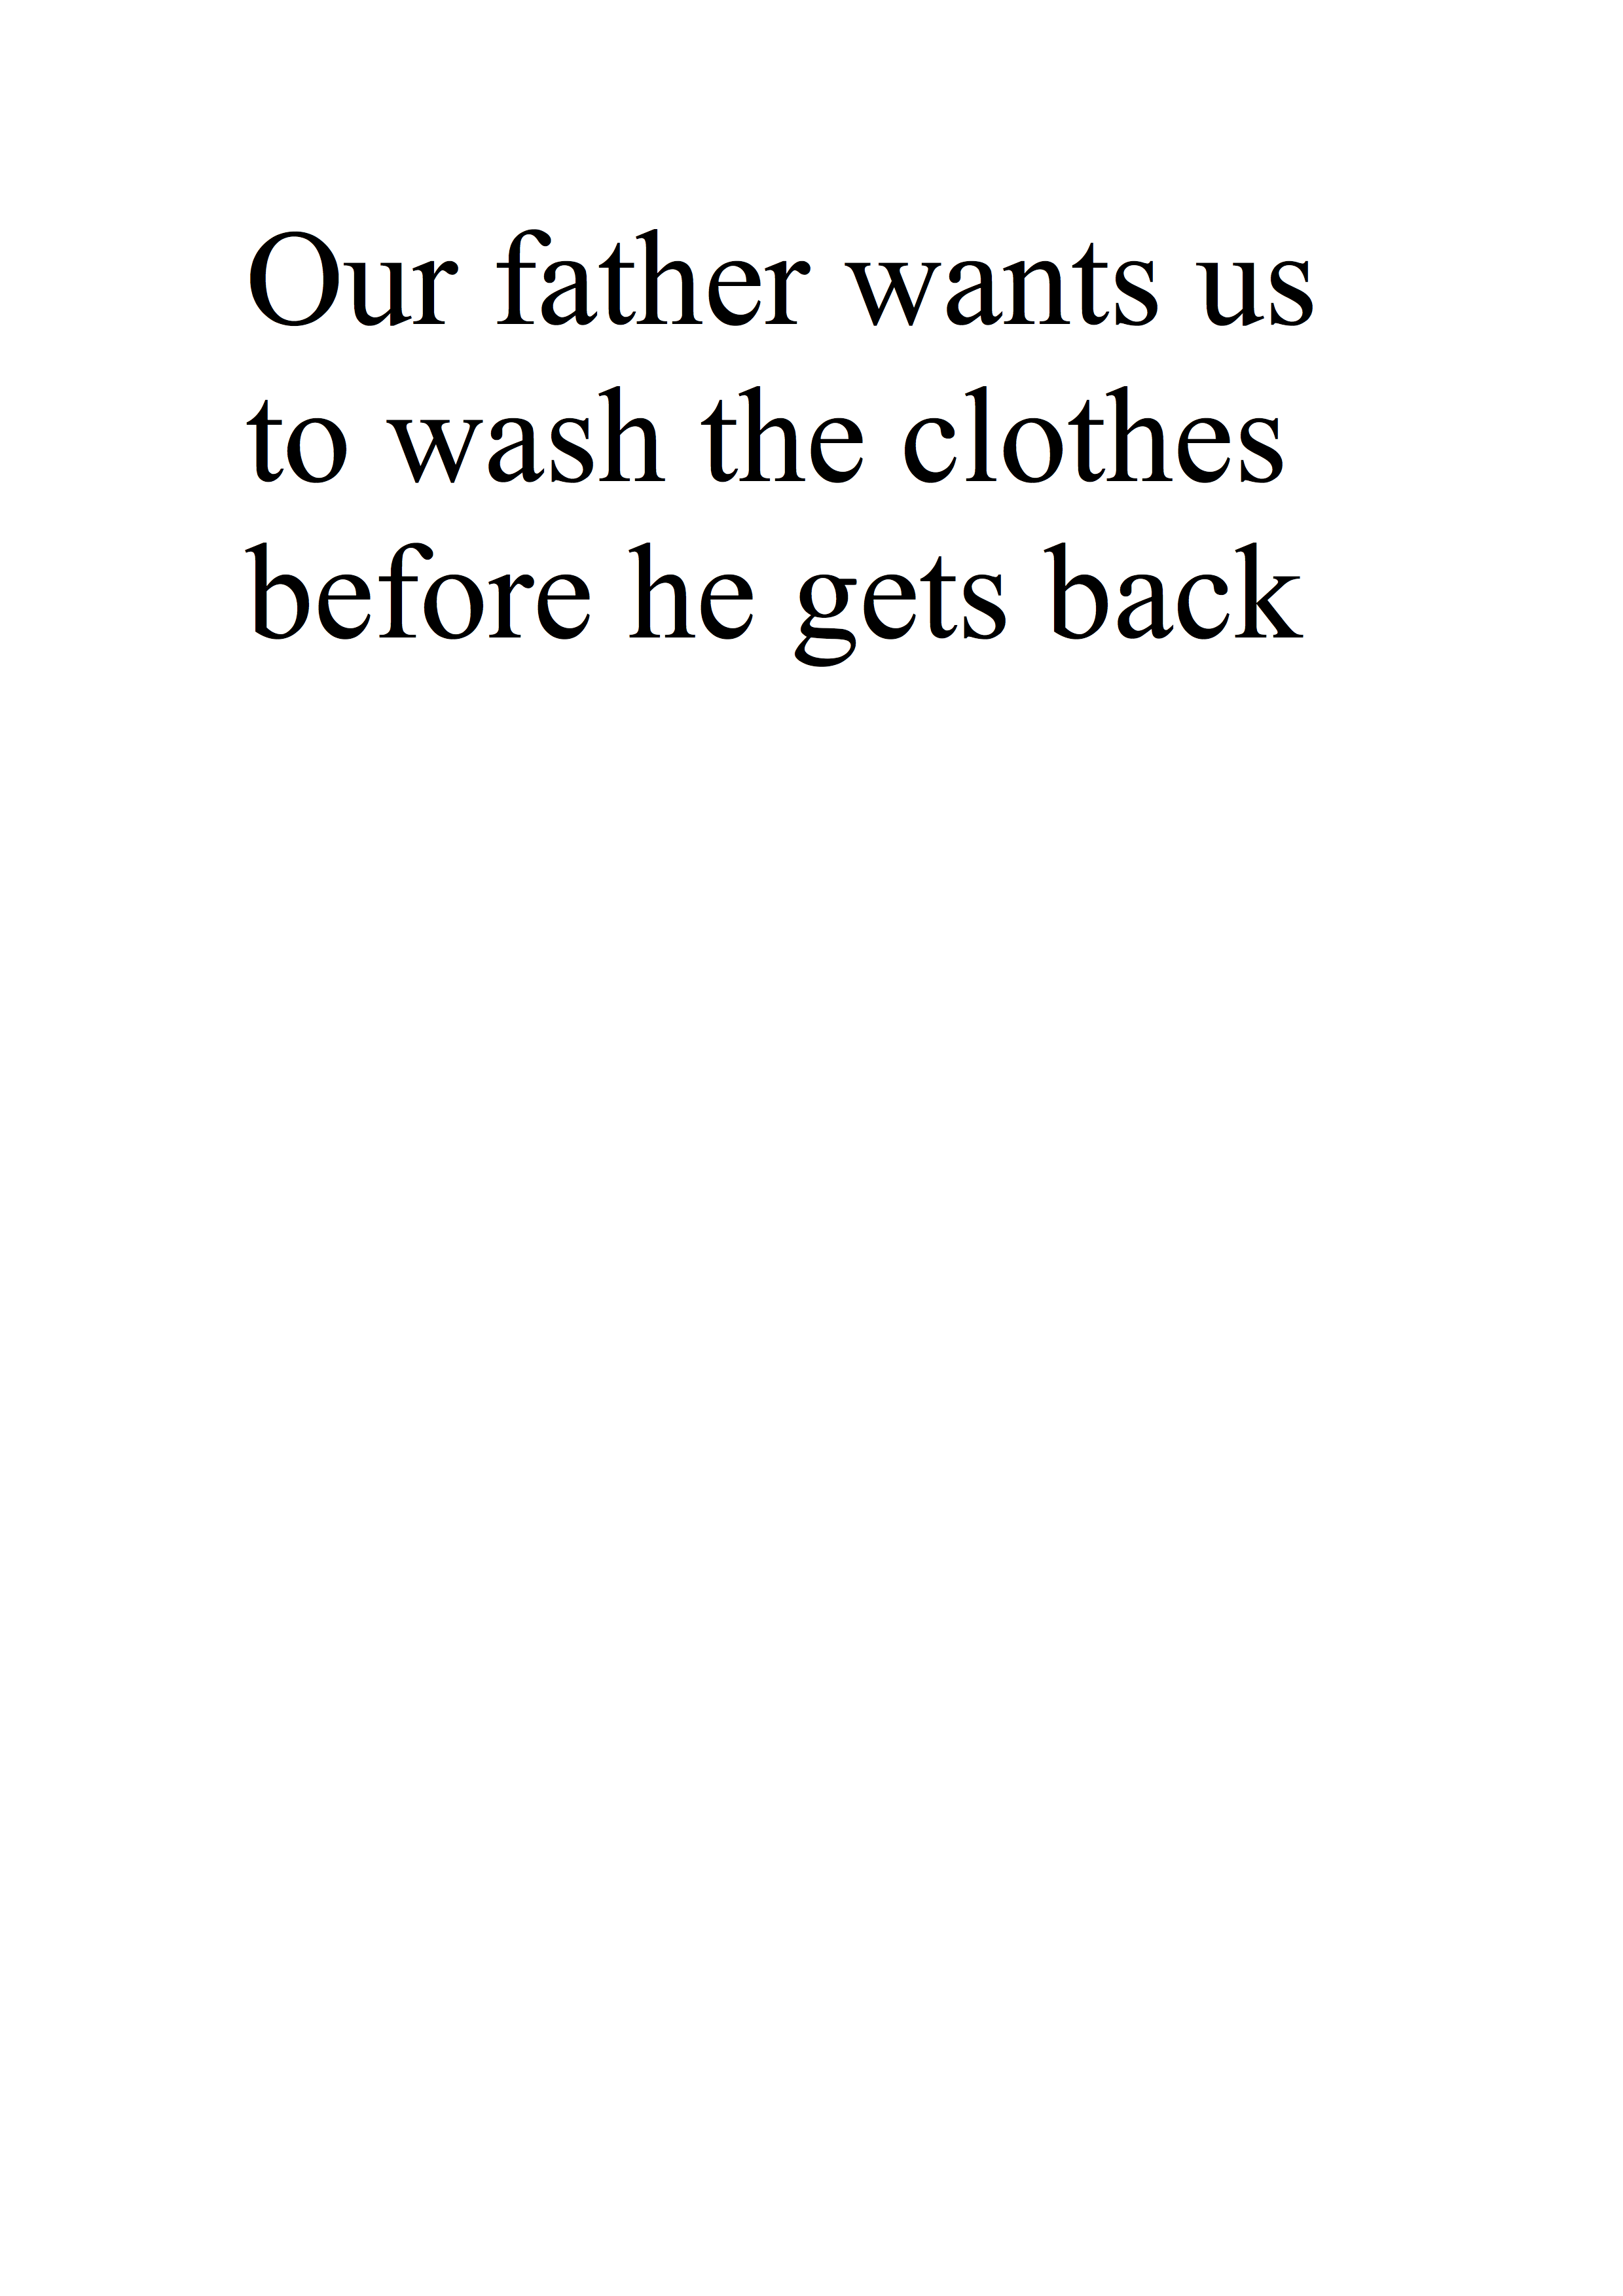 Our father wants us
to wash the clothes
before he gets back